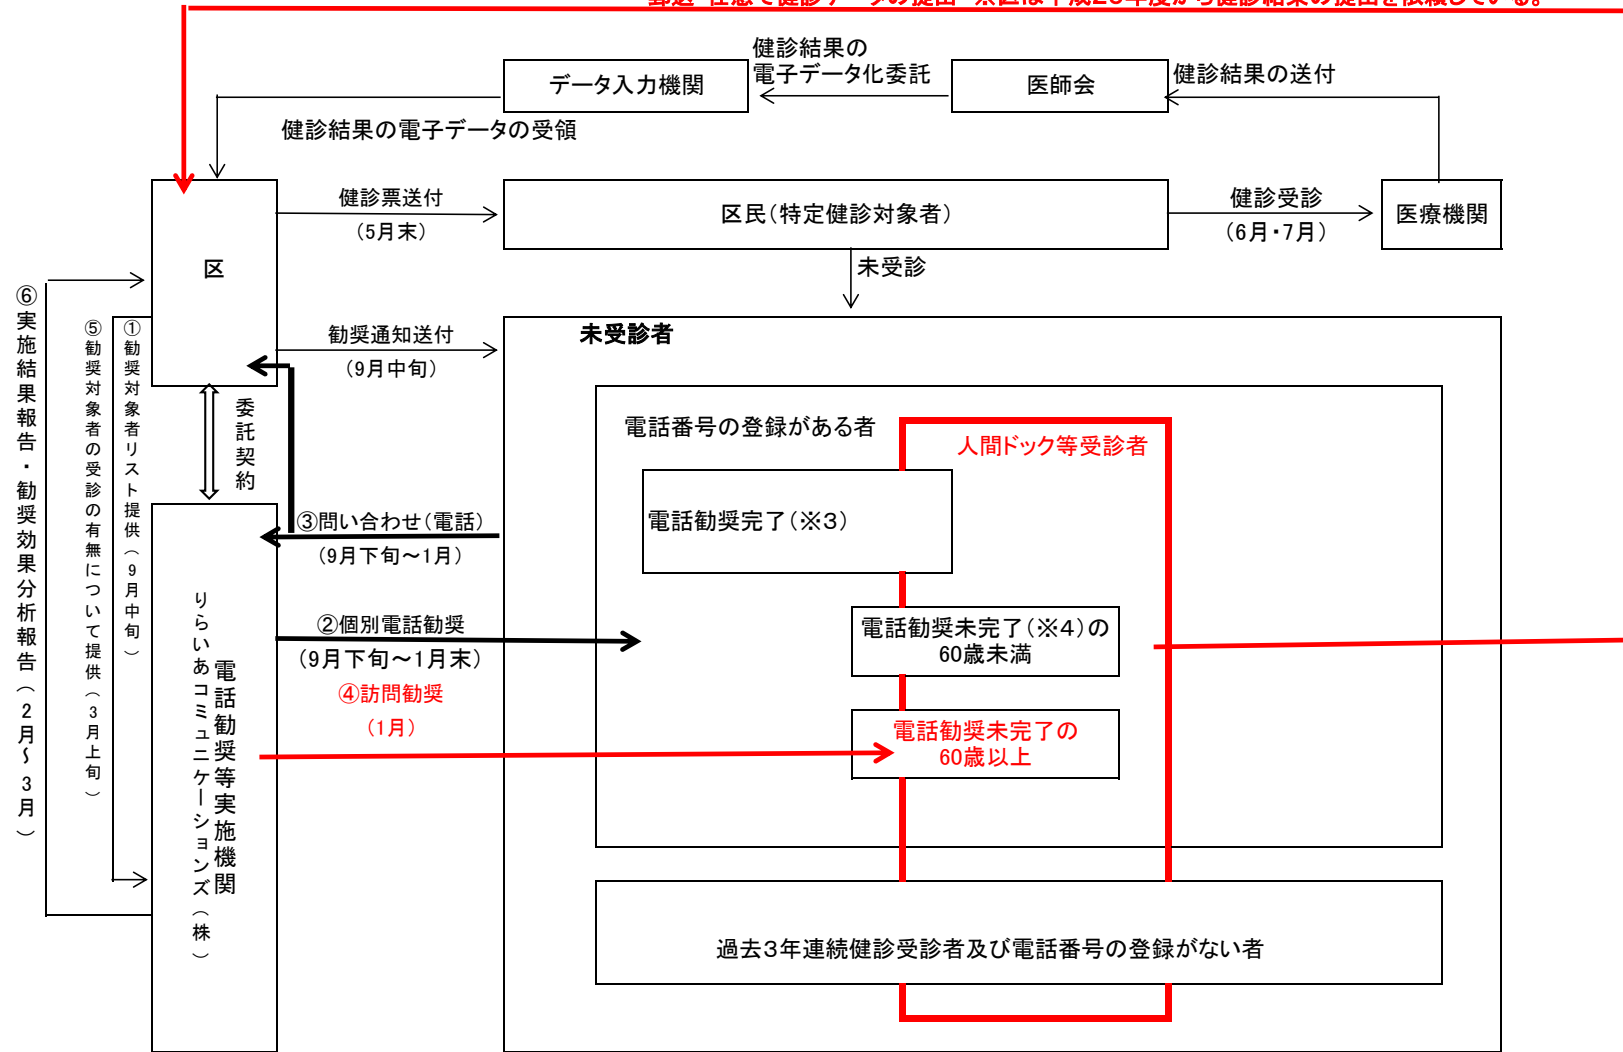 健診結果の
電子データ化委託
データ入力機関
医師会
健診結果の送付
健診結果の電子データの受領
区
健診票送付
（5月末）
区民（特定健診対象者）
健診受診
（6月・7月）
医療機関
未受診
勧奨通知送付
（9月中旬）
未受診者
⑥実施結果報告・勧奨効果分析報告（2月～3月）
⑤勧奨対象者の受診の有無について提供（3月上旬）
①勧奨対象者リスト提供（9月中旬）
委託契約
電話番号の登録がある者
人間ドック等受診者
電話勧奨完了（※3）
③問い合わせ（電話）
（9月下旬～1月）
②個別電話勧奨
（9月下旬～1月末）
④訪問勧奨
（1月）
電話勧奨未完了（※4）の
60歳未満
電話勧奨未完了の
60歳以上
電話勧奨等実施機関
りらいあコミュニケーションズ（株）
過去3年連続健診受診者及び電話番号の登録がない者